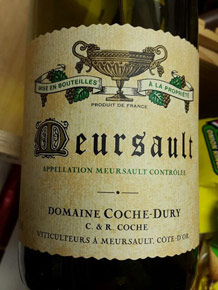 MISE EN BOUTEILLES À LA PROPRIÉTÉ
PRODUIT DE FRANCE
Meursault
APPELLATION MEURSAULT CONTRÔLÉE
DOMAINE COCHE-DURY
C. & R. COCHE
VITICULTEURS À MEURSAULT, CÔTE-D'OR